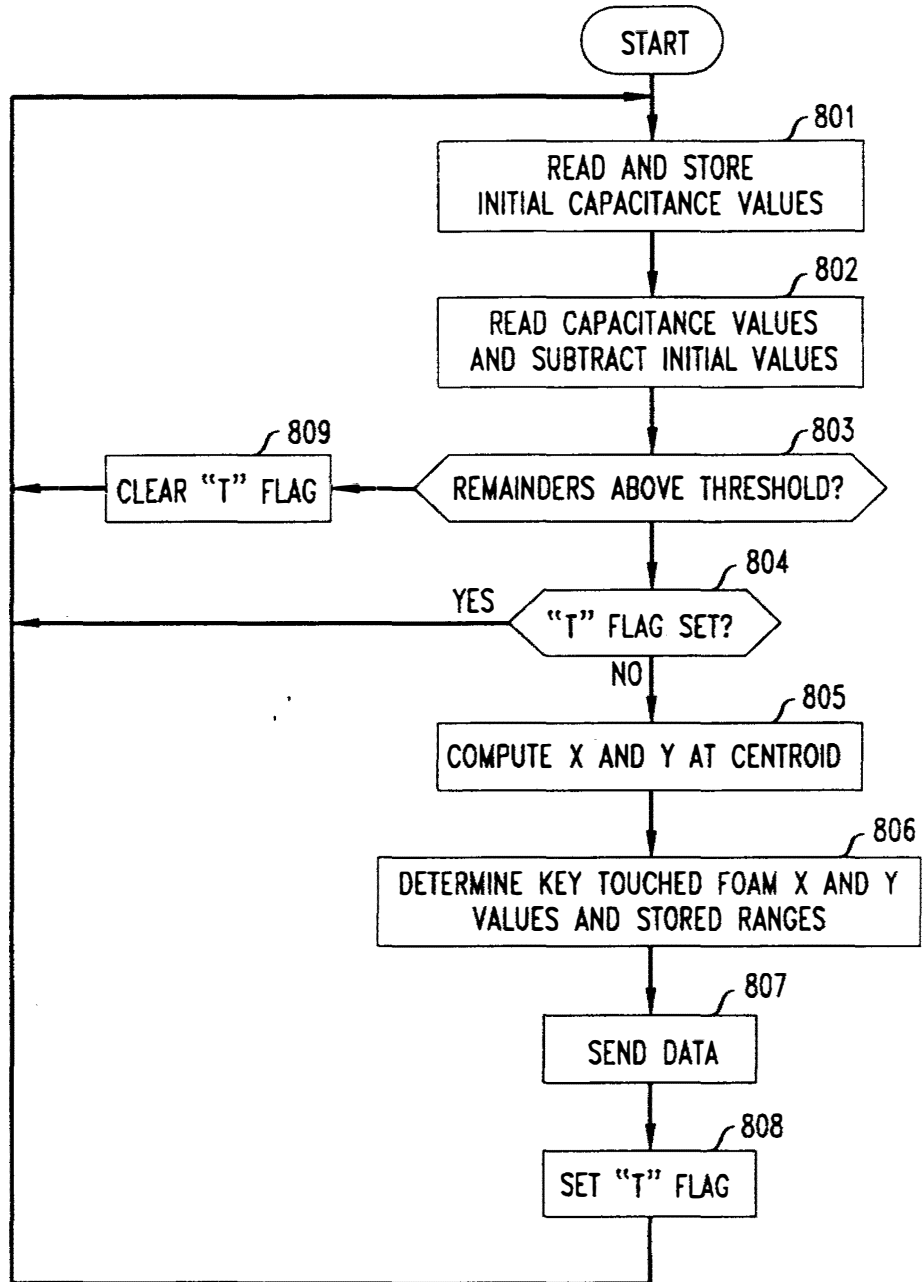 START
801
READ AND STORE
INITIAL CAPACITANCE VALUES
802
READ CAPACITANCE VALUES
AND SUBTRACT INITIAL VALUES
809
803
CLEAR “T” FLAG
REMAINDERS ABOVE THRESHOLD?
804
YES
“T” FLAG SET?
NO
805
COMPUTE X AND Y AT CENTROID
806
DETERMINE KEY TOUCHED FOAM X AND Y
VALUES AND STORED RANGES
807
SEND DATA
808
SET “T” FLAG